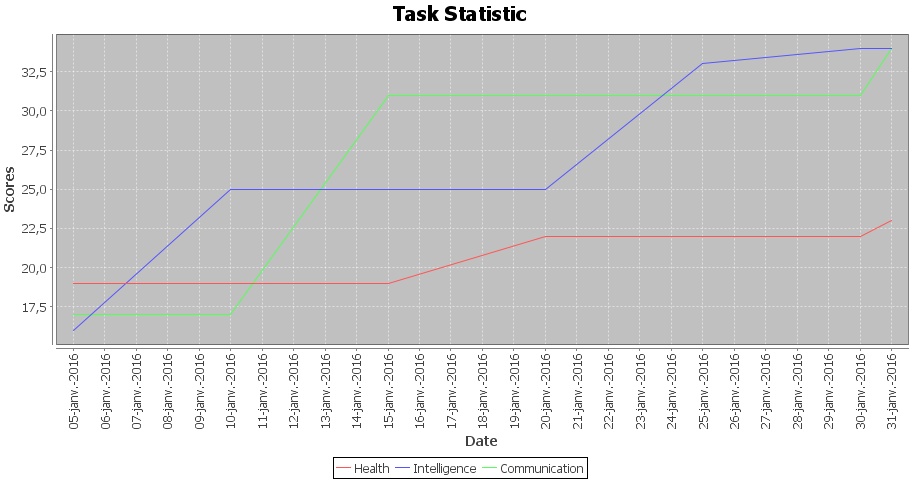 Task Statistic
Scores
32,5
30,0
27,5
25,0
22,5
20,0
17,5
05-janv.-2016
06-janv.-2016
07-janv.-2016
08-janv.-2016
09-janv.-2016
10-janv.-2016
11-janv.-2016
12-janv.-2016
13-janv.-2016
14-janv.-2016
15-janv.-2016
16-janv.-2016
17-janv.-2016
18-janv.-2016
19-janv.-2016
20-janv.-2016
21-janv.-2016
22-janv.-2016
23-janv.-2016
24-janv.-2016
25-janv.-2016
26-janv.-2016
27-janv.-2016
28-janv.-2016
29-janv.-2016
30-janv.-2016
31-janv.-2016
Date
Health Intelligence Communication